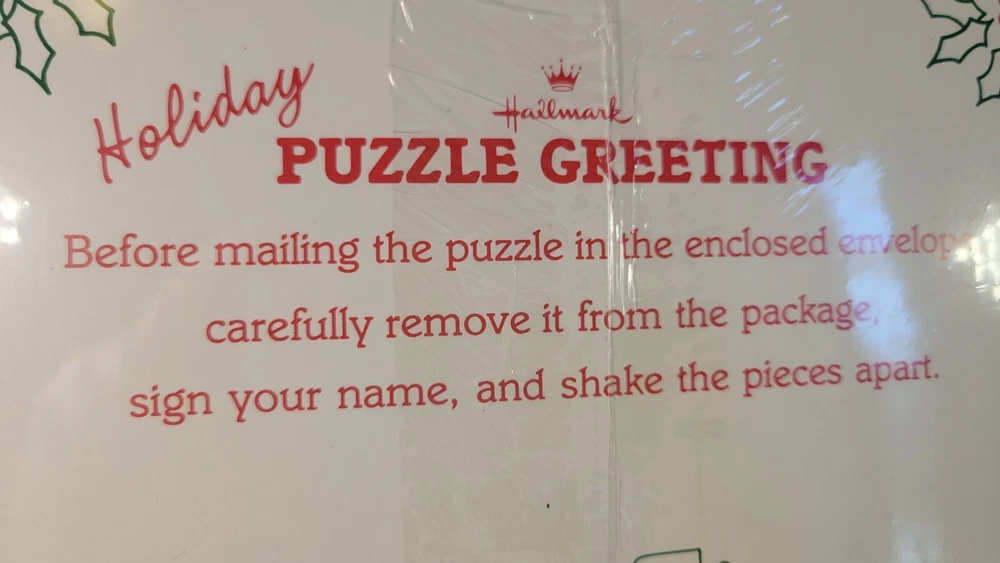 Holiday
Hallmark
PUZZLE GREETING
Before mailing the puzzle in the enclosed envelope
carefully remove it from the package,
sign your name, and shake the pieces apart.